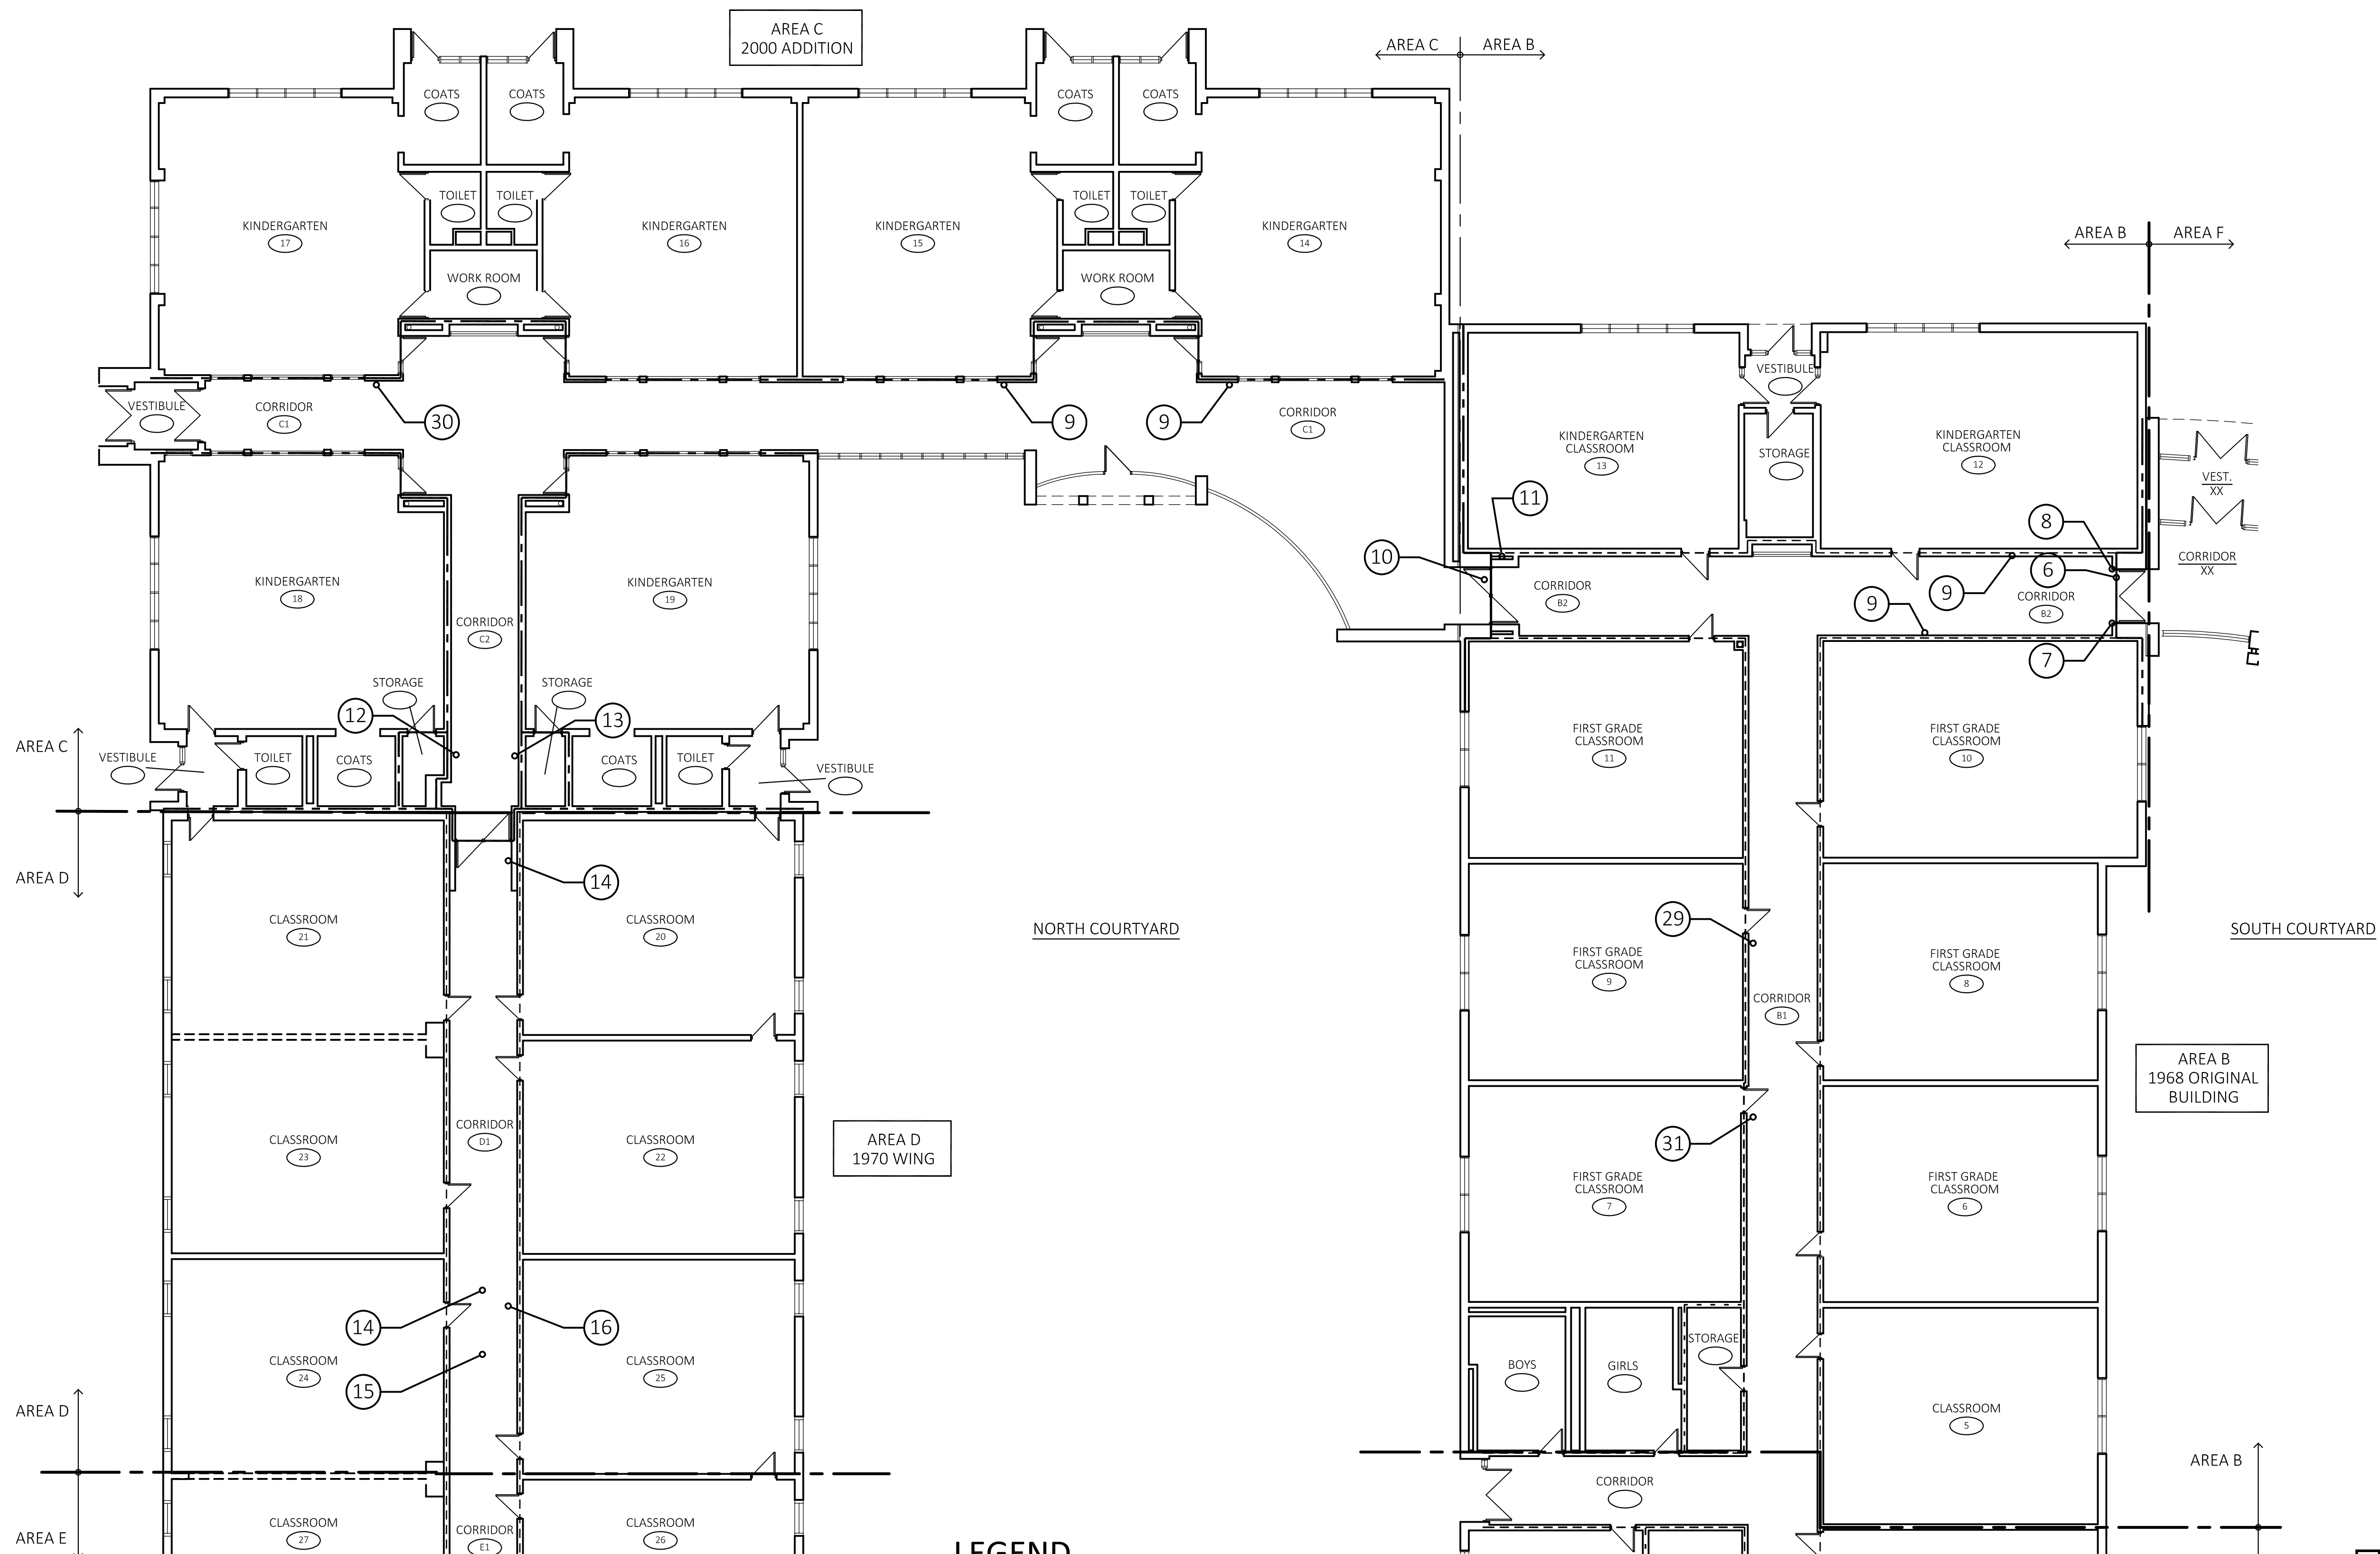 AREA C
2000 ADDITION
AREA C
AREA B
COATS
COATS
COATS
COATS
TOILET
TOILET
TOILET
TOILET
KINDERGARTEN
17
KINDERGARTEN
16
KINDERGARTEN
15
KINDERGARTEN
14
AREA B
AREA F
WORK ROOM
WORK ROOM
VESTIBULE
VESTIBULE
CORRIDOR
C1
30
9
9
CORRIDOR
C1
KINDERGARTEN
CLASSROOM
13
STORAGE
KINDERGARTEN
CLASSROOM
12
VEST.
XX
11
8
10
CORRIDOR
XX
6
KINDERGARTEN
18
KINDERGARTEN
19
CORRIDOR
B2
9
9
CORRIDOR
B2
CORRIDOR
C2
7
STORAGE
STORAGE
12
13
FIRST GRADE
CLASSROOM
11
FIRST GRADE
CLASSROOM
10
AREA C
VESTIBULE
TOILET
COATS
COATS
TOILET
VESTIBULE
AREA D
14
CLASSROOM
21
CLASSROOM
20
NORTH COURTYARD
29
SOUTH COURTYARD
FIRST GRADE
CLASSROOM
9
FIRST GRADE
CLASSROOM
8
CORRIDOR
B1
AREA B
1968 ORIGINAL
BUILDING
CORRIDOR
D1
CLASSROOM
23
CLASSROOM
22
AREA D
1970 WING
31
FIRST GRADE
CLASSROOM
7
FIRST GRADE
CLASSROOM
6
14
16
CLASSROOM
24
CLASSROOM
25
15
BOYS
GIRLS
STORAGE
CLASSROOM
5
AREA D
AREA B
CORRIDOR
AREA E
CLASSROOM
27
CORRIDOR
E1
CLASSROOM
26
LEGEND